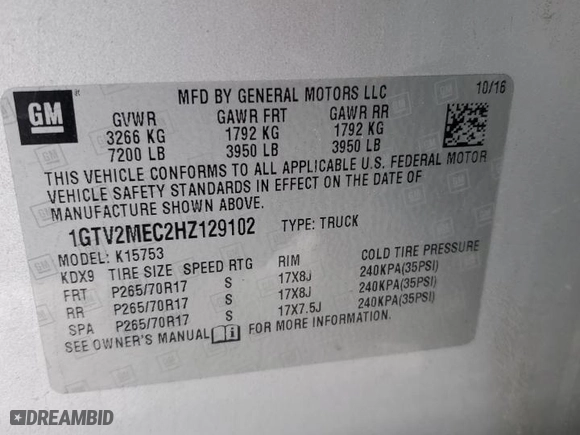 GM ®
MFD BY GENERAL MOTORS LLC 10/16
GVWR GAWR FRT GAWR RR
3266 KG 1792 KG 1792 KG
7200 LB 3950 LB 3950 LB
THIS VEHICLE CONFORMS TO ALL APPLICABLE U.S. FEDERAL MOTOR
VEHICLE SAFETY STANDARDS IN EFFECT ON THE DATE OF
MANUFACTURE SHOWN ABOVE.
1GTV2MEC2HZ129102 TYPE: TRUCK
MODEL: K15753
KDX9 TIRE SIZE SPEED RTG RIM COLD TIRE PRESSURE
FRT P265/70R17 S 17X8J 240KPA(35PSI)
RR P265/70R17 S 17X8J 240KPA(35PSI)
SPA P265/70R17 S 17X7.5J 240KPA(35PSI)
SEE OWNER'S MANUAL FOR MORE INFORMATION.
DREAMBID